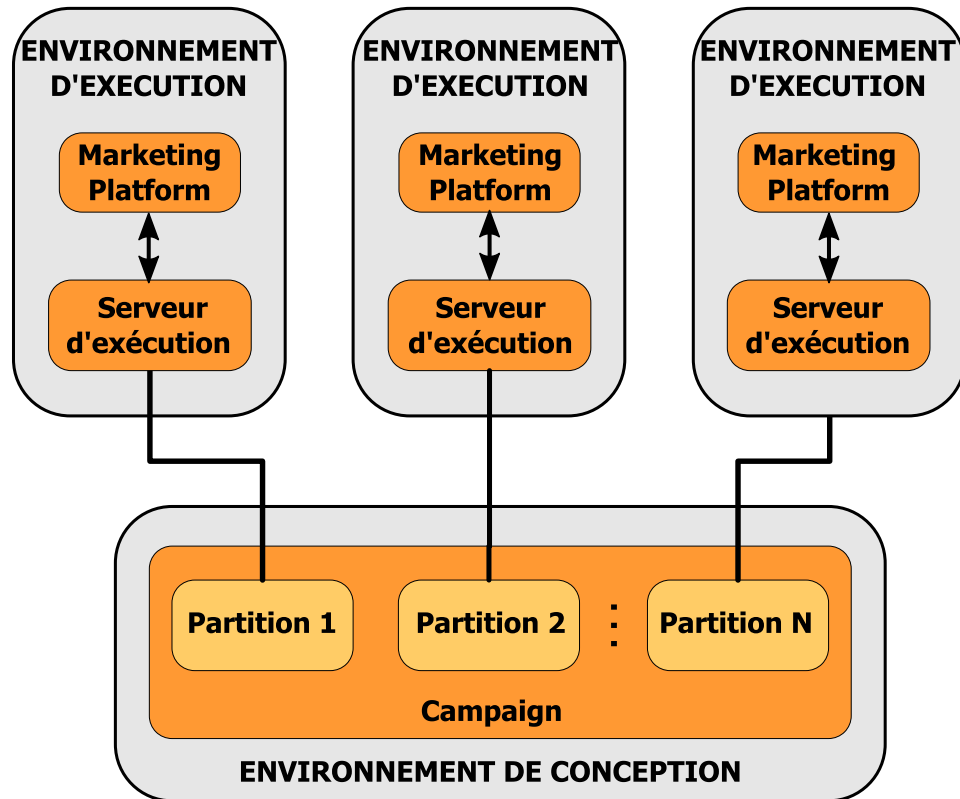 ENVIRONNEMENT
D'EXECUTION
Marketing
Platform
Serveur
d'exécution
ENVIRONNEMENT
D'EXECUTION
Marketing
Platform
Serveur
d'exécution
ENVIRONNEMENT
D'EXECUTION
Marketing
Platform
Serveur
d'exécution
Partition 1
Partition 2
Partition N
Campaign
ENVIRONNEMENT DE CONCEPTION